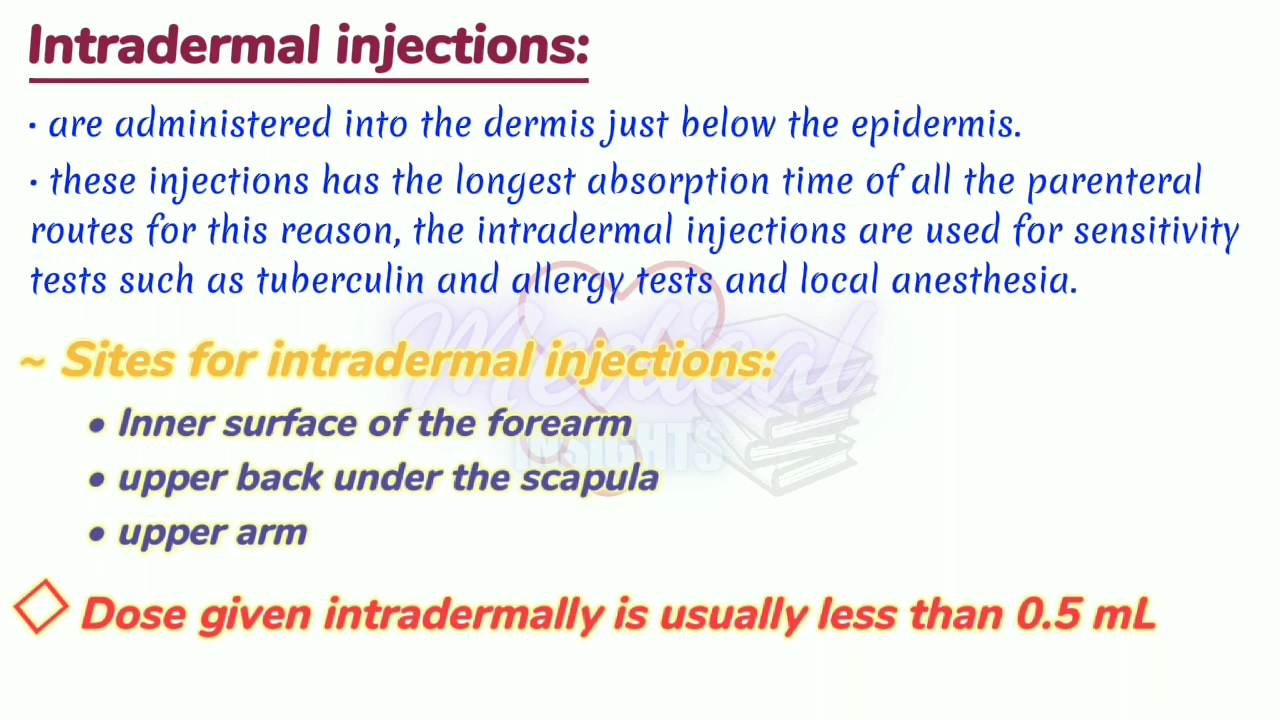 Intradermal injections:
• are administered into the dermis just below the epidermis.
• these injections has the longest absorption time of all the parenteral
routes for this reason, the intradermal injections are used for sensitivity
tests such as tuberculin and allergy tests and local anesthesia.
Medical
INSIGHTS
~ Sites for intradermal injections:
• Inner surface of the forearm
• upper back under the scapula
• upper arm
Dose given intradermally is usually less than 0.5 mL